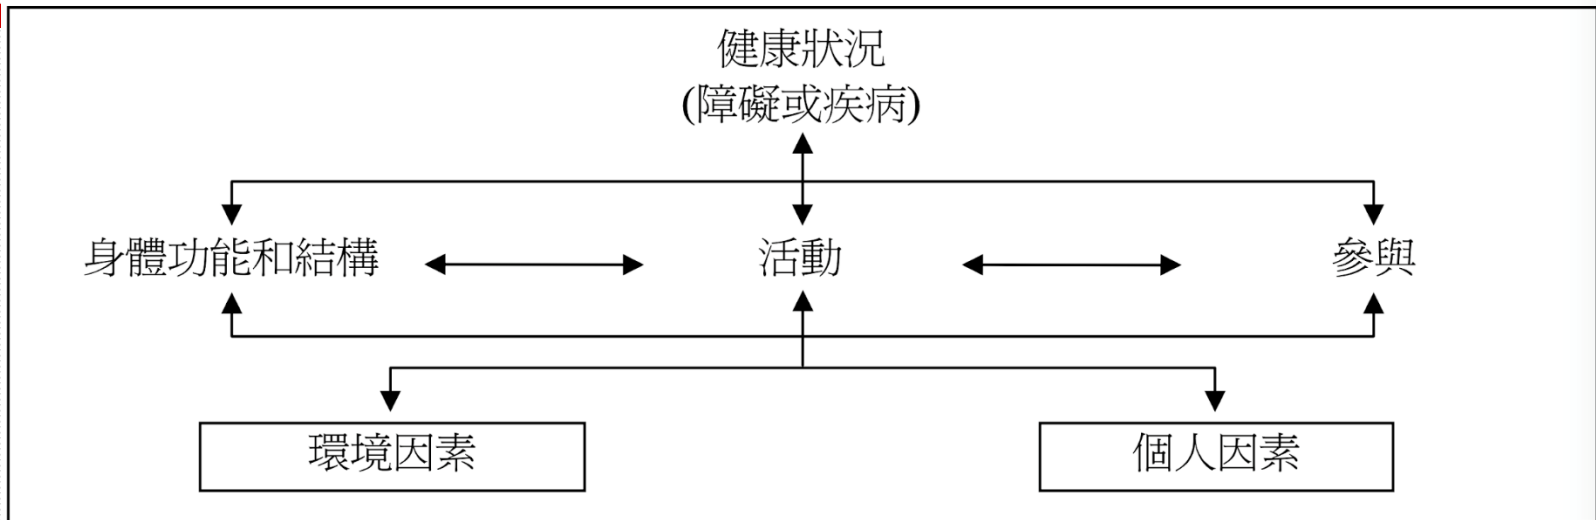 健康狀況
(障礙或疾病)
身體功能和結構
活動
參與
環境因素
個人因素